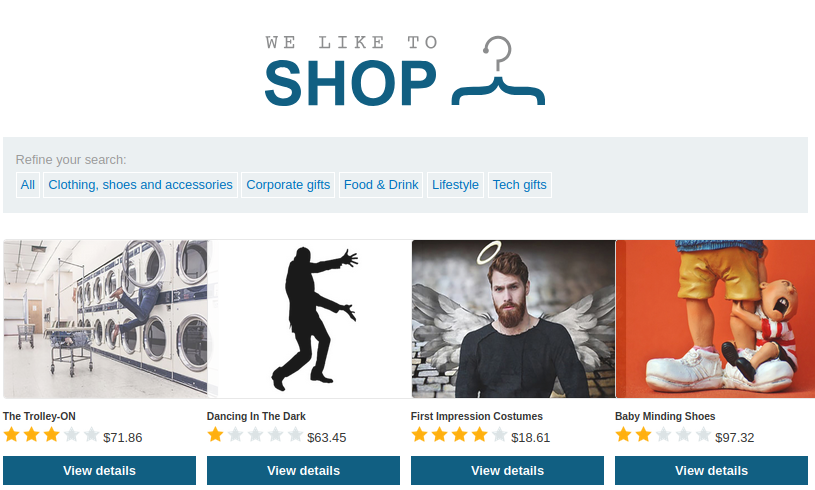 WE LIKE TO
SHOP
Refine your search:
All Clothing, shoes and accessories Corporate gifts Food & Drink Lifestyle Tech gifts
The Trolley-ON Dancing In The Dark First Impression Costumes Baby Minding Shoes
$71.86 $63.45 $18.61 $97.32
View details View details View details View details